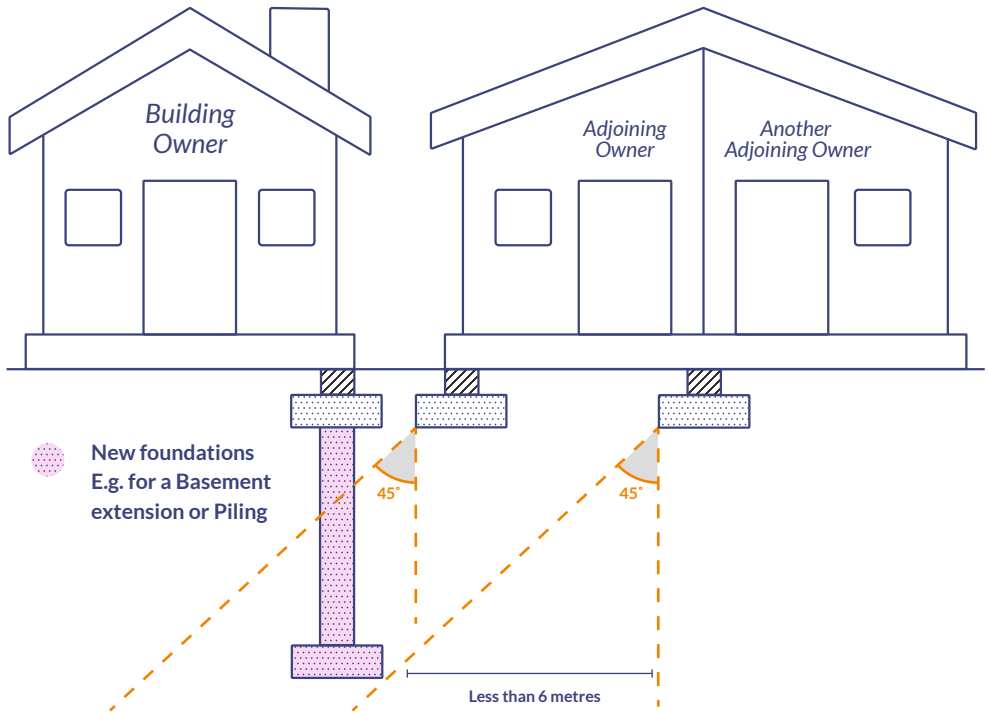 Building
Owner
Adjoining
Owner
Another
Adjoining Owner
New foundations
E.g. for a Basement
extension or Piling
45°
45°
Less than 6 metres